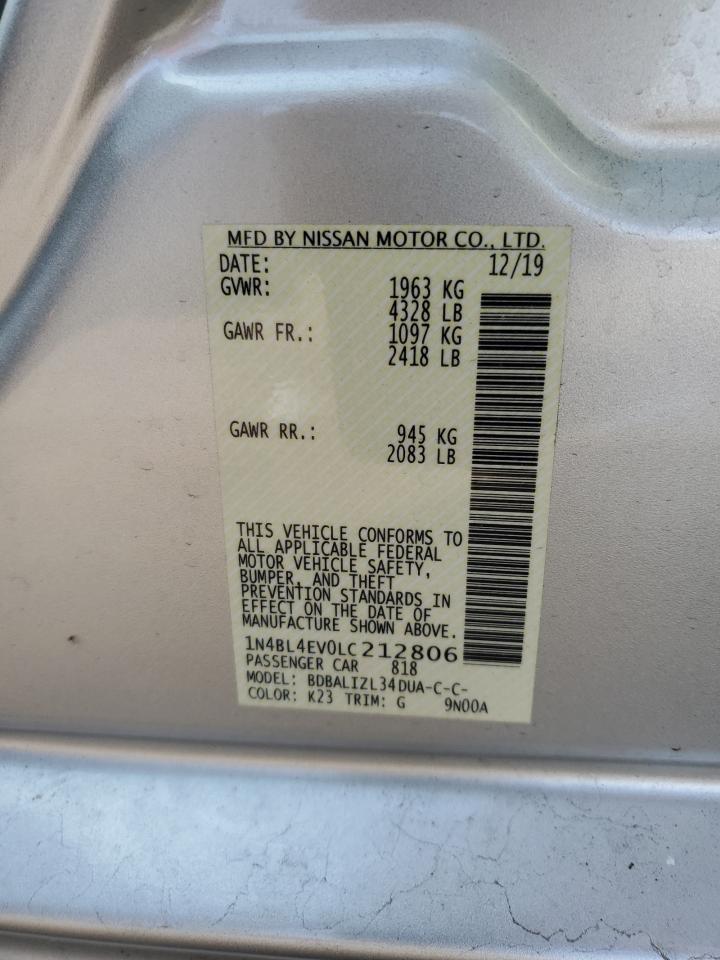 MFD BY NISSAN MOTOR CO., LTD.
DATE: 12/19
GVWR: 1963 KG
4328 LB
GAWR FR.: 1097 KG
2418 LB
GAWR RR.: 945 KG
2083 LB
THIS VEHICLE CONFORMS TO
ALL APPLICABLE FEDERAL
MOTOR VEHICLE SAFETY,
BUMPER, AND THEFT
PREVENTION STANDARDS IN
EFFECT ON THE DATE OF
MANUFACTURE SHOWN ABOVE.
1N4BL4EV0LC212806
PASSENGER CAR 818
MODEL: BDBALIZL34DUA-C-C-
COLOR: K23 TRIM: G 9N00A